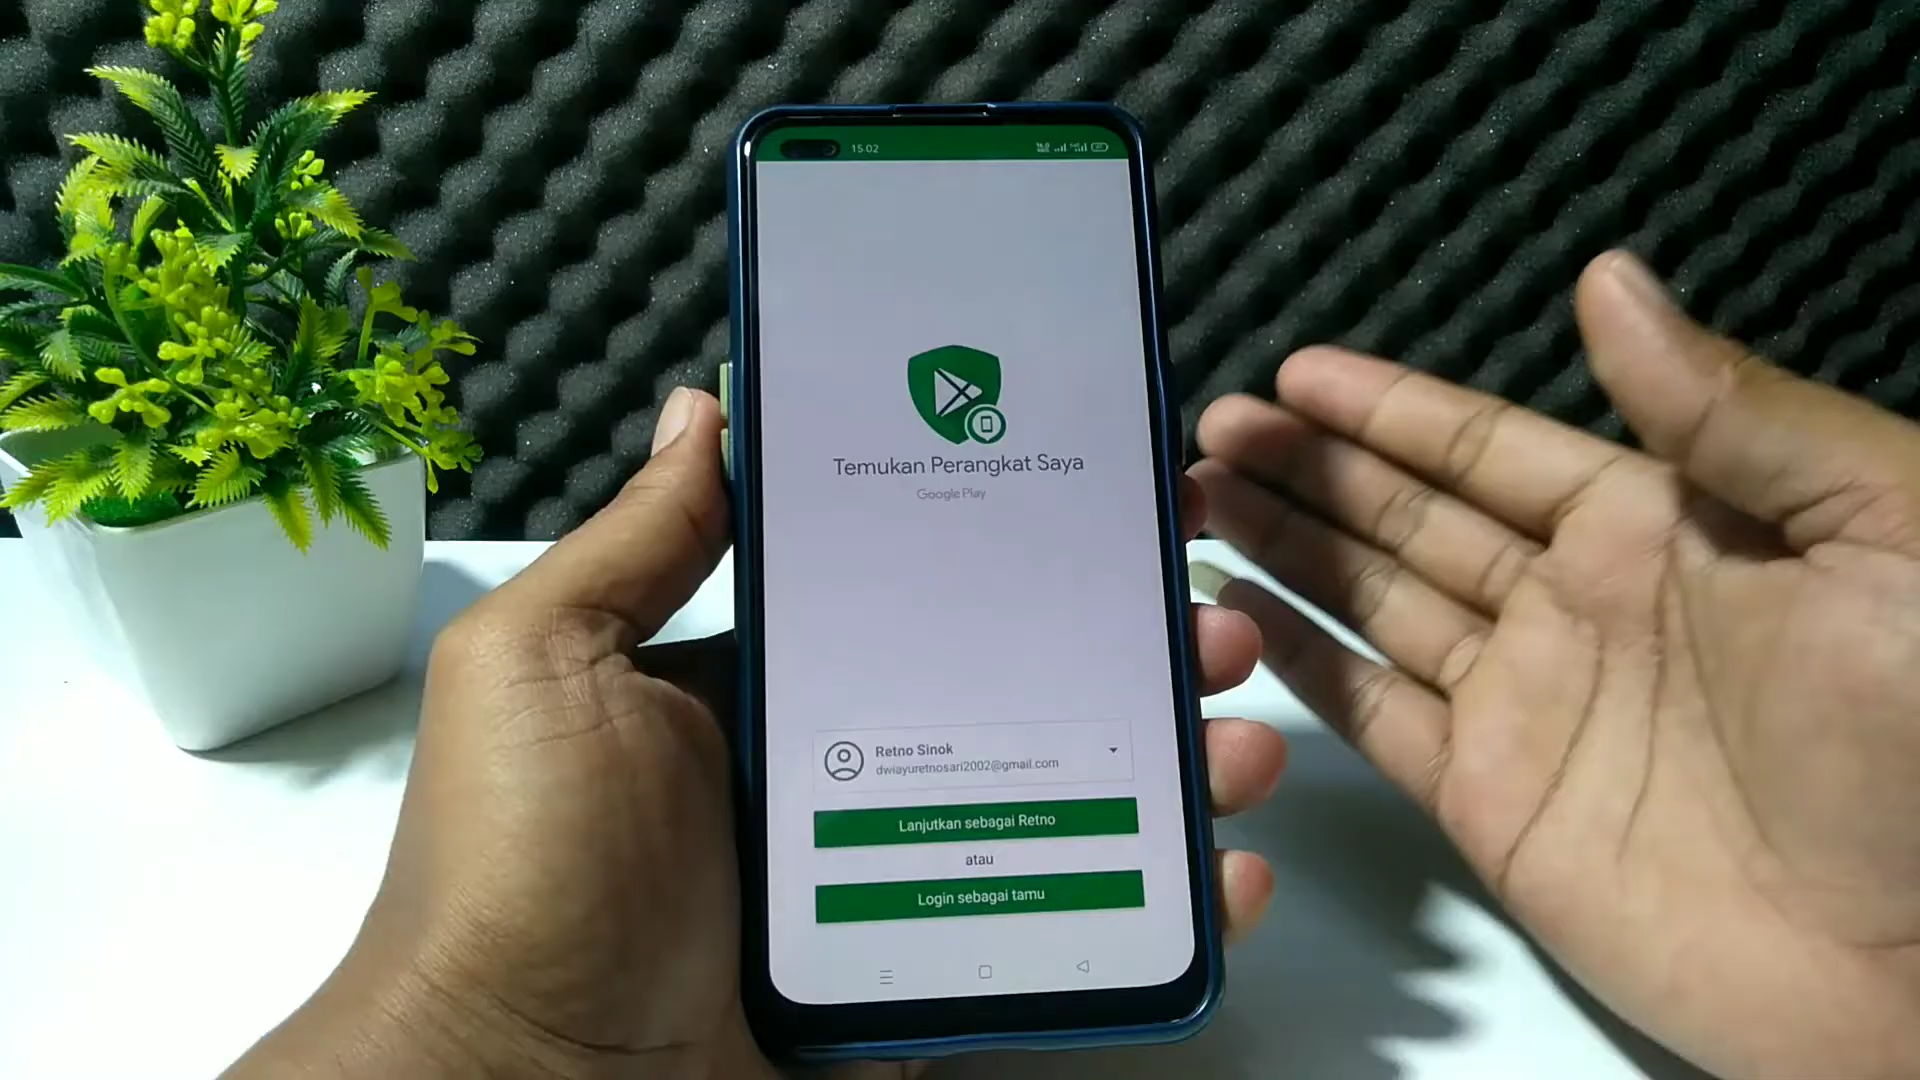 15.02
Temukan Perangkat Saya
Google Play
Retno Sinok
dwiayuretnosari2002@gmail.com
Lanjutkan sebagai Retno
atau
Login sebagai tamu